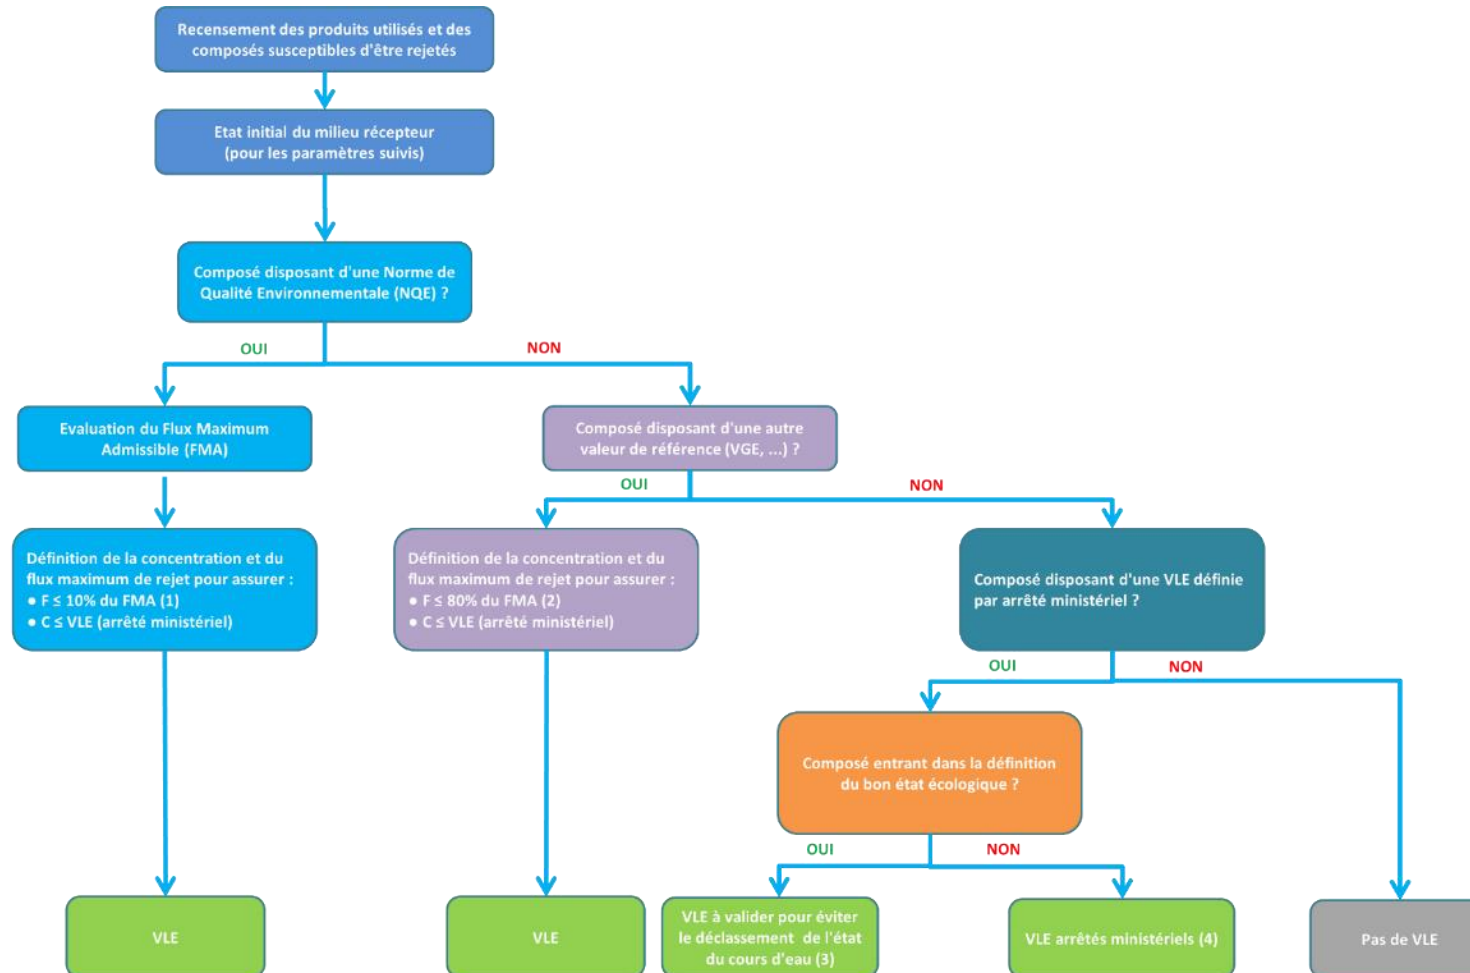 Recensement des produits utilisés et des
composés susceptibles d'être rejetés
Etat initial du milieu récepteur
(pour les paramètres suivis)
Composé disposant d'une Norme de
Qualité Environnementale (NQE) ?
OUI
NON
Evaluation du Flux Maximum
Admissible (FMA)
Composé disposant d'une autre
valeur de référence (VGE, ...) ?
OUI
NON
Définition de la concentration et du
flux maximum de rejet pour assurer :
● F ≤ 10% du FMA (1)
● C ≤ VLE (arrêté ministériel)
Définition de la concentration et du
flux maximum de rejet pour assurer :
● F ≤ 80% du FMA (2)
● C ≤ VLE (arrêté ministériel)
Composé disposant d'une VLE définie
par arrêté ministériel ?
OUI
NON
Composé entrant dans la définition
du bon état écologique ?
OUI
NON
VLE
VLE
VLE à valider pour éviter
le déclassement de l'état
du cours d'eau (3)
VLE arrêtés ministériels (4)
Pas de VLE